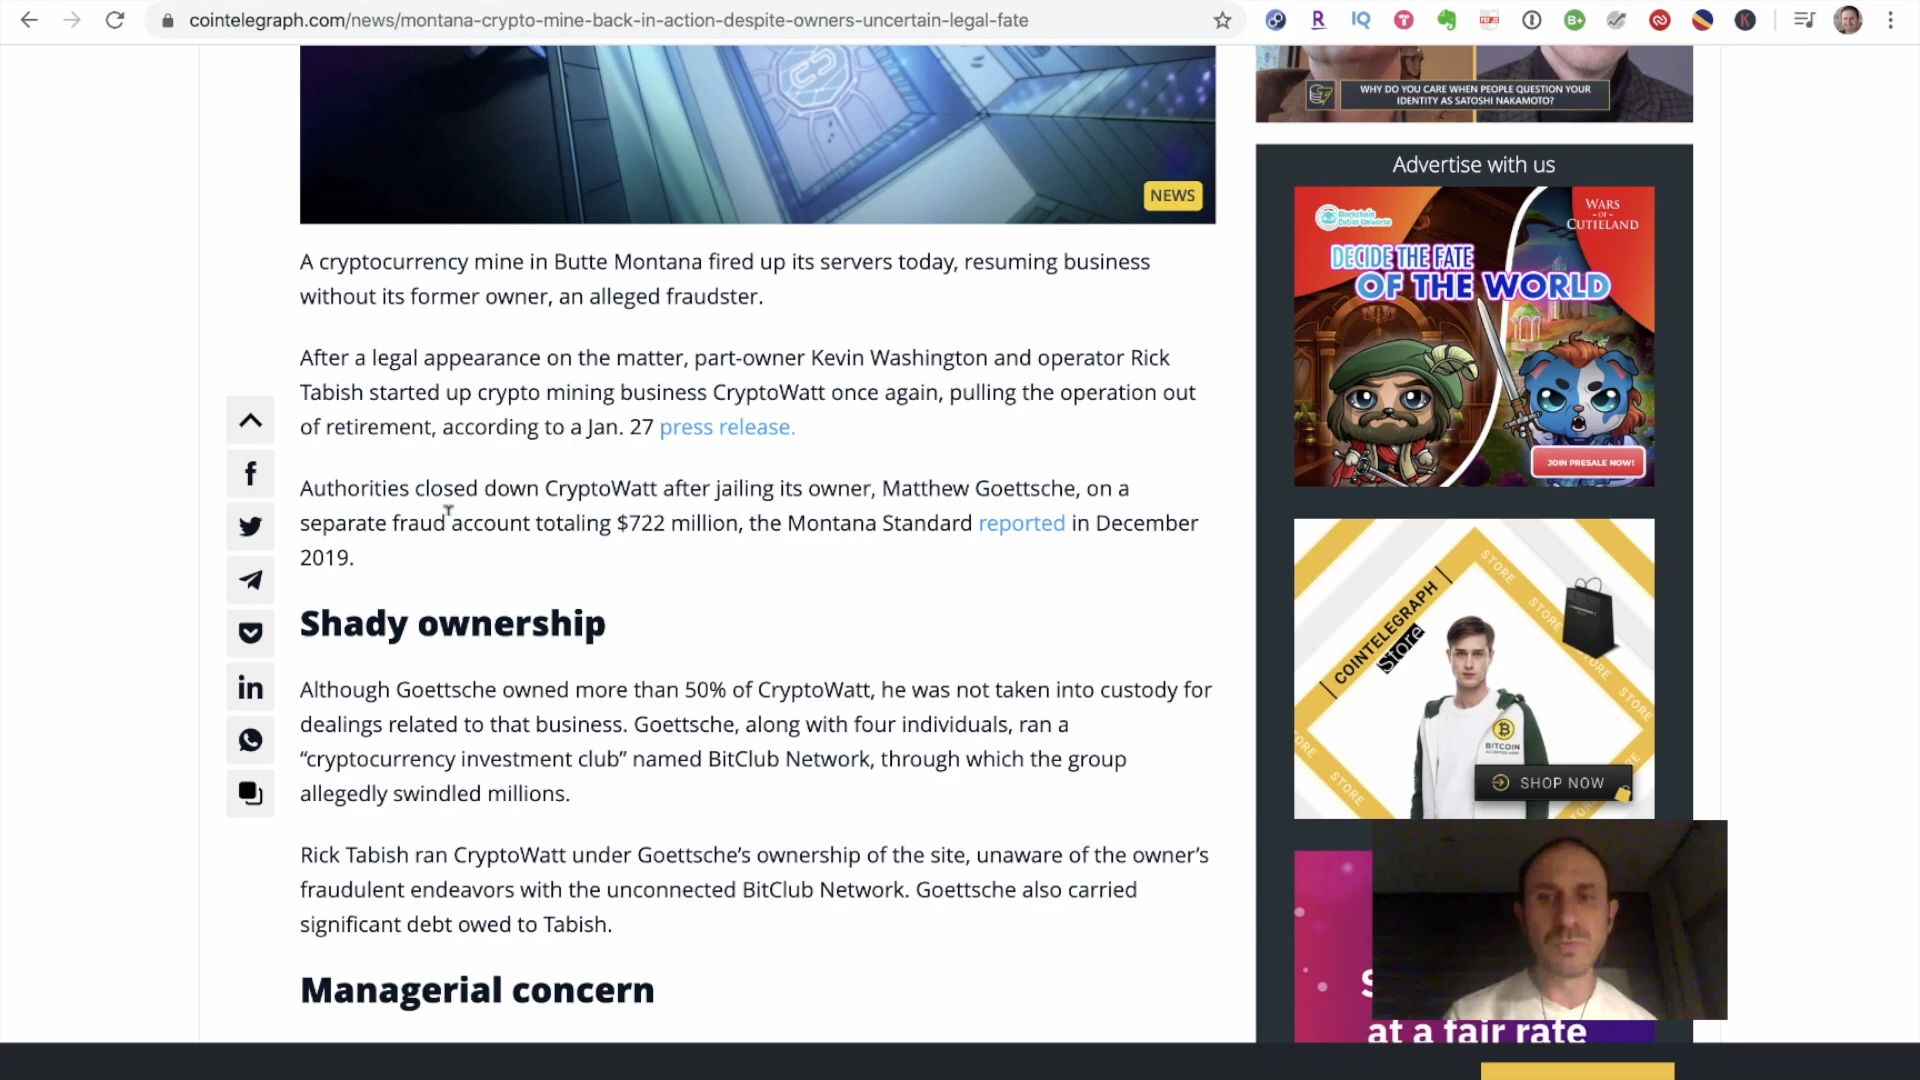 cointelegraph.com/news/montana-crypto-mine-back-in-action-despite-owners-uncertain-legal-fate
WHY DO YOU CARE WHEN PEOPLE QUESTION YOUR
IDENTITY AS SATOSHI NAKAMOTO?
NEWS
A cryptocurrency mine in Butte Montana fired up its servers today, resuming business
without its former owner, an alleged fraudster.
After a legal appearance on the matter, part-owner Kevin Washington and operator Rick
Tabish started up crypto mining business CryptoWatt once again, pulling the operation out
of retirement, according to a Jan. 27 press release.
Authorities closed down CryptoWatt after jailing its owner, Matthew Goettsche, on a
separate fraud account totaling $722 million, the Montana Standard reported in December
2019.
Shady ownership
Although Goettsche owned more than 50% of CryptoWatt, he was not taken into custody for
dealings related to that business. Goettsche, along with four individuals, ran a
“cryptocurrency investment club” named BitClub Network, through which the group
allegedly swindled millions.
Rick Tabish ran CryptoWatt under Goettsche’s ownership of the site, unaware of the owner’s
fraudulent endeavors with the unconnected BitClub Network. Goettsche also carried
significant debt owed to Tabish.
Managerial concern
Advertise with us
Blockchain
Cuties Universe
WARS
-OF-
CUTIELAND
DECIDE THE FATE
OF THE WORLD
JOIN PRESALE NOW!
STORE
STORE
STORE
STORE
STORE
COINTELEGRAPH
Store
BITCOIN
SHOP NOW
at a fair rate